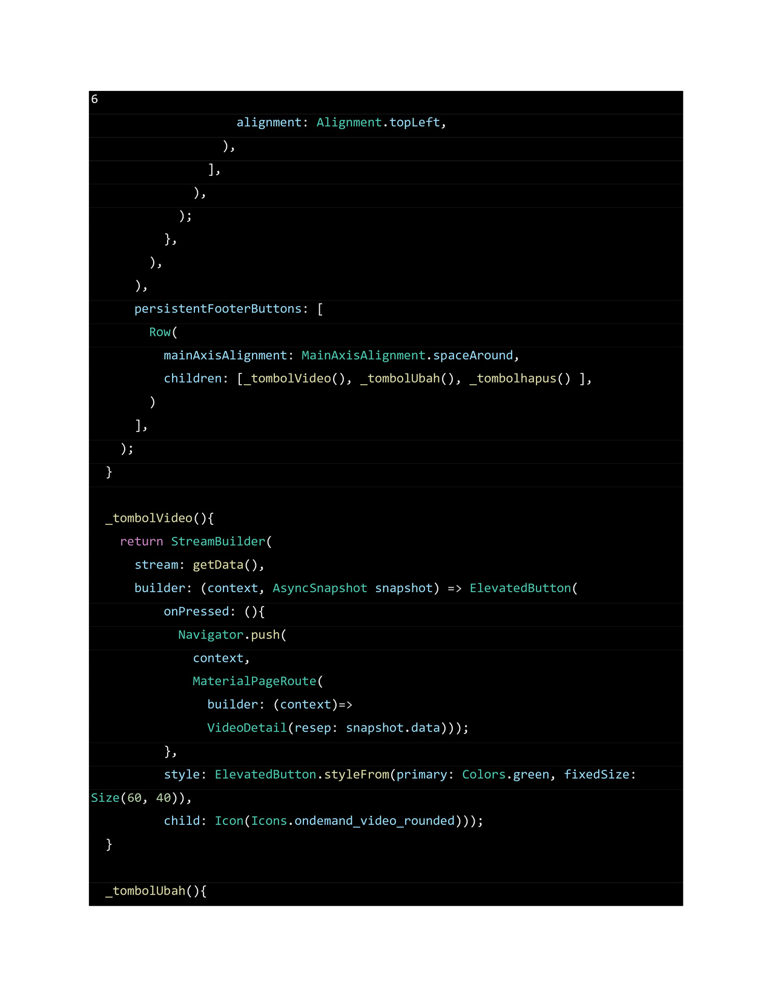 6
                    alignment: Alignment.topLeft,
                  ),
                ],
              ),
            );
          },
        ),
      ),
      persistentFooterButtons: [
        Row(
          mainAxisAlignment: MainAxisAlignment.spaceAround,
          children: [_tombolVideo(), _tombolUbah(), _tombolhapus() ],
        )
      ],
    );
  }

  _tombolVideo(){
    return StreamBuilder(
      stream: getData(),
      builder: (context, AsyncSnapshot snapshot) => ElevatedButton(
          onPressed: (){
            Navigator.push(
              context,
              MaterialPageRoute(
                builder: (context)=>
                VideoDetail(resep: snapshot.data)));
          },
          style: ElevatedButton.styleFrom(primary: Colors.green, fixedSize:
Size(60, 40)),
          child: Icon(Icons.ondemand_video_rounded)));
  }

  _tombolUbah(){